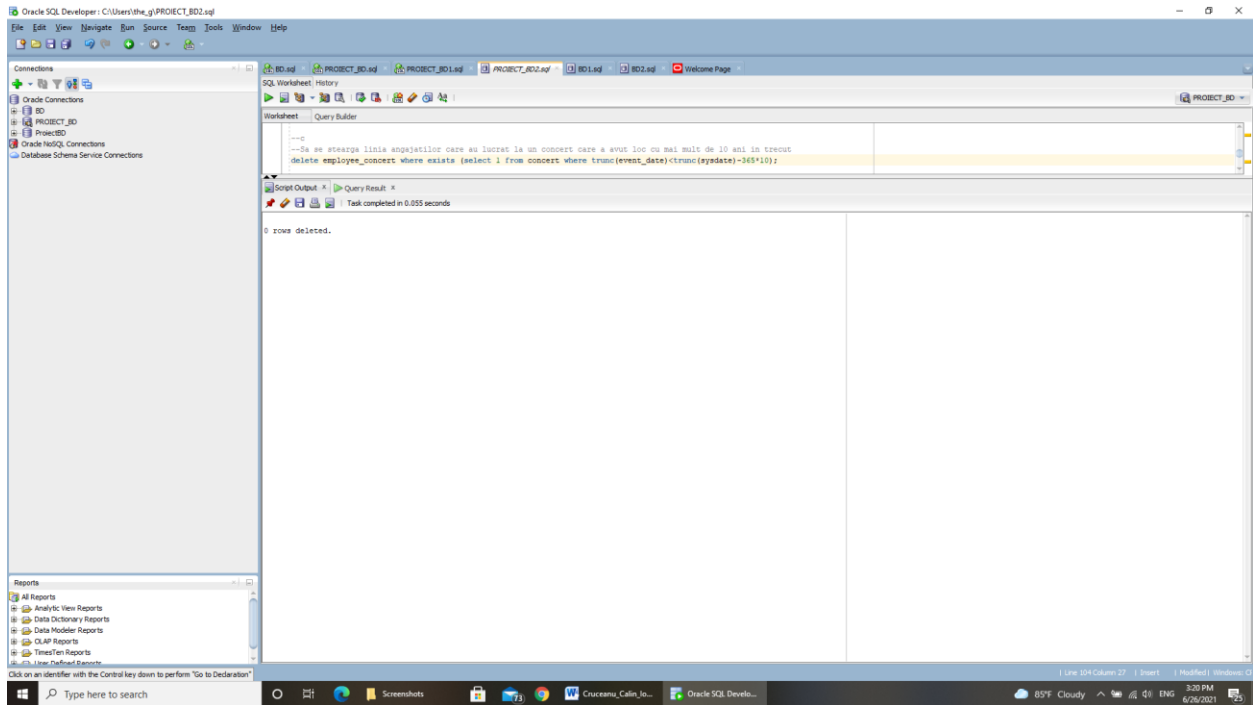 Oracle SQL Developer : C:\Users\the_g\PROIECT_BD2.sql
File Edit View Navigate Run Source Team Tools Window Help
Connections
Oracle Connections
BD
PROIECT_BD
ProiectBD
Oracle NoSQL Connections
Database Schema Service Connections
BD.sql PROIECT_BD.sql PROIECT_BD1.sql PROIECT_BD2.sql BD1.sql BD2.sql Welcome Page
SQL Worksheet History
PROIECT_BD
Worksheet Query Builder
--c
--Sa se stearga linia angajatilor care au lucrat la un concert care a avut loc cu mai mult de 10 ani in trecut
delete employee_concert where exists (select 1 from concert where trunc(event_date)<trunc(sysdate)-365*10);
Script Output x Query Result x
Task completed in 0.055 seconds
0 rows deleted.
Reports
All Reports
Analytic View Reports
Data Dictionary Reports
Data Modeler Reports
OLAP Reports
TimesTen Reports
User Defined Reports
Click on an identifier with the Control key down to perform "Go to Declaration"
Line 104 Column 27 | Insert | Modified | Windows: C
Type here to search
Screenshots
73
Cruceanu_Calin_Io...
Oracle SQL Develo...
85°F Cloudy
ENG
3:20 PM
6/26/2021
25